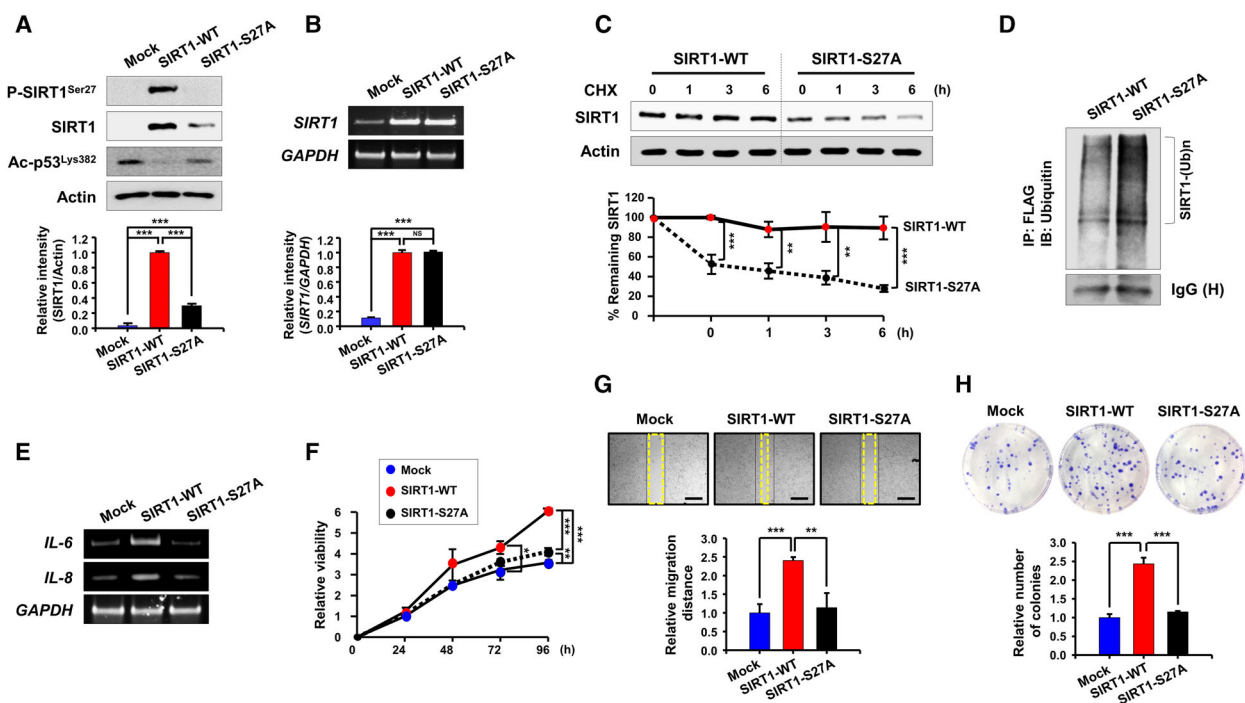 A
Mock
SIRT1-WT
SIRT1-S27A
P-SIRT1Ser27
SIRT1
Ac-p53Lys382
Actin
***
*** ***
Relative intensity
(SIRT1/Actin)
1.2
1.0
0.8
0.6
0.4
0.2
0.0
Mock
SIRT1-WT
SIRT1-S27A
B
Mock
SIRT1-WT
SIRT1-S27A
SIRT1
GAPDH
***
*** NS
Relative intensity
(SIRT1/GAPDH)
1.2
1.0
0.8
0.6
0.4
0.2
0.0
Mock
SIRT1-WT
SIRT1-S27A
C
SIRT1-WT SIRT1-S27A
CHX 0 1 3 6 0 1 3 6 (h)
SIRT1
Actin
% Remaining SIRT1
120
100
80
60
40
20
0
*** ** ** ***
SIRT1-WT
SIRT1-S27A
0 1 3 6 (h)
D
SIRT1-WT
SIRT1-S27A
IP: FLAG
IB: Ubiquitin
SIRT1-(Ub)n
IgG (H)
E
Mock
SIRT1-WT
SIRT1-S27A
IL-6
IL-8
GAPDH
F
Mock
SIRT1-WT
SIRT1-S27A
Relative viability
6
5
4
3
2
1
0
* *** ** ***
0 24 48 72 96 (h)
G
Mock SIRT1-WT SIRT1-S27A
*** **
Relative migration
distance
3.0
2.5
2.0
1.5
1.0
0.5
0.0
Mock
SIRT1-WT
SIRT1-S27A
H
Mock SIRT1-WT SIRT1-S27A
*** ***
Relative number
of colonies
3.0
2.5
2.0
1.5
1.0
0.5
0.0
Mock
SIRT1-WT
SIRT1-S27A